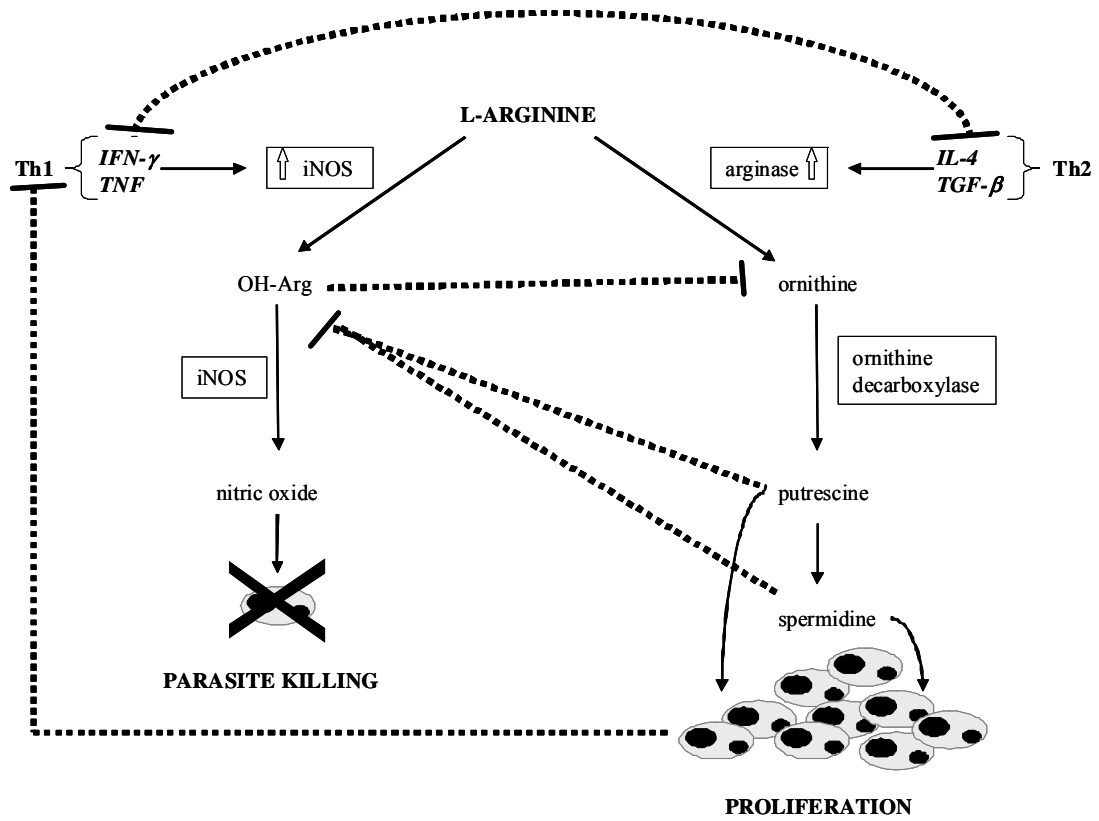 L-ARGININE
Th1
IFN-γ
TNF
iNOS
arginase
IL-4
TGF-β
Th2
OH-Arg
ornithine
iNOS
ornithine
decarboxylase
nitric oxide
putrescine
spermidine
PARASITE KILLING
PROLIFERATION